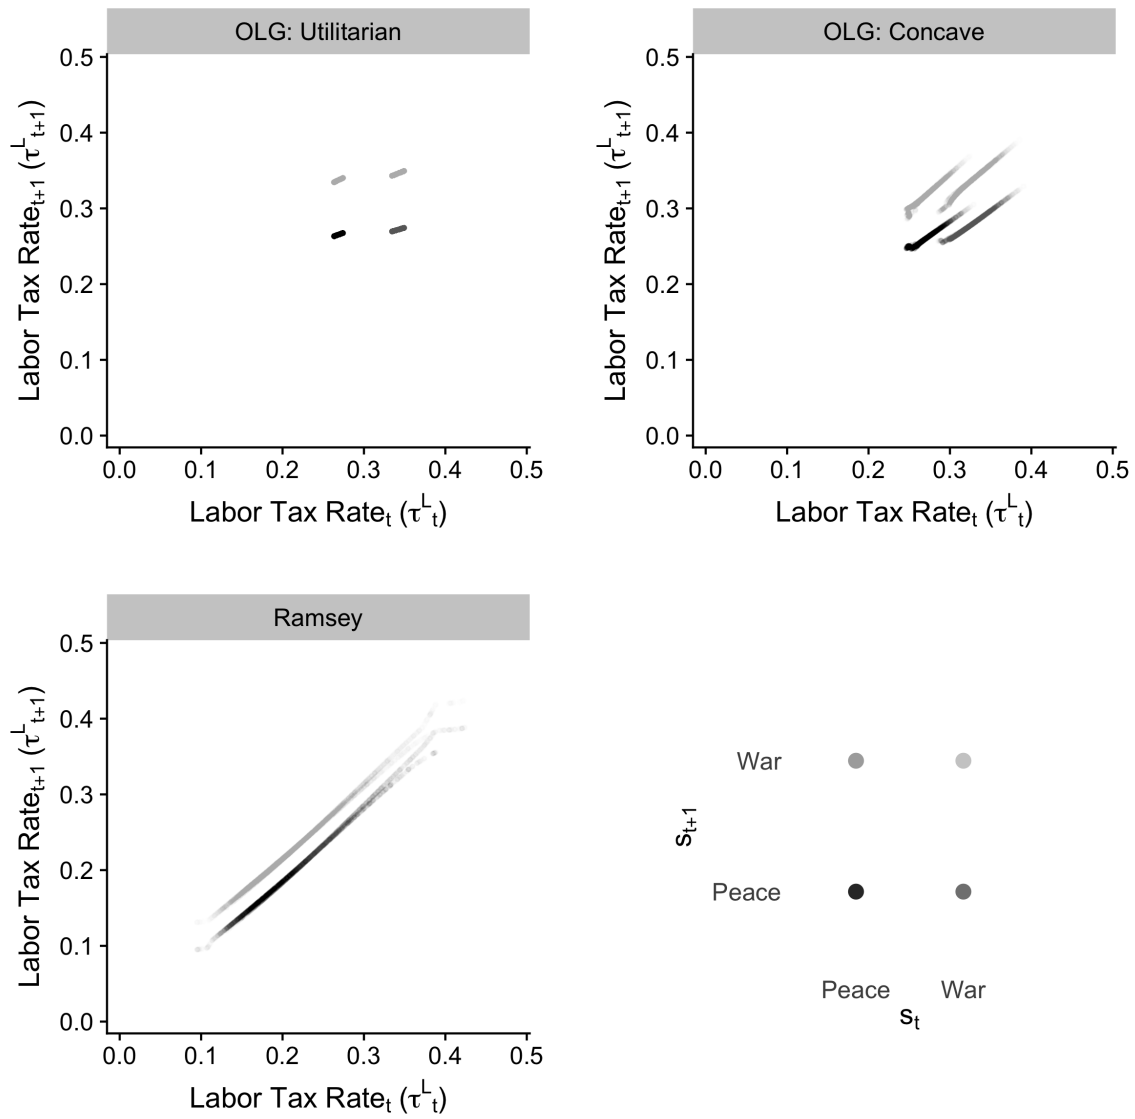 OLG: Utilitarian
0.5
0.4
0.3
0.2
0.1
0.0
Labor Tax Rate_{t+1} (τ^L_{t+1})
0.0 0.1 0.2 0.3 0.4 0.5
Labor Tax Rate_t (τ^L_t)
OLG: Concave
0.5
0.4
0.3
0.2
0.1
0.0
Labor Tax Rate_{t+1} (τ^L_{t+1})
0.0 0.1 0.2 0.3 0.4 0.5
Labor Tax Rate_t (τ^L_t)
Ramsey
0.5
0.4
0.3
0.2
0.1
0.0
Labor Tax Rate_{t+1} (τ^L_{t+1})
0.0 0.1 0.2 0.3 0.4 0.5
Labor Tax Rate_t (τ^L_t)
War
s_{t+1}
Peace
Peace War
s_t